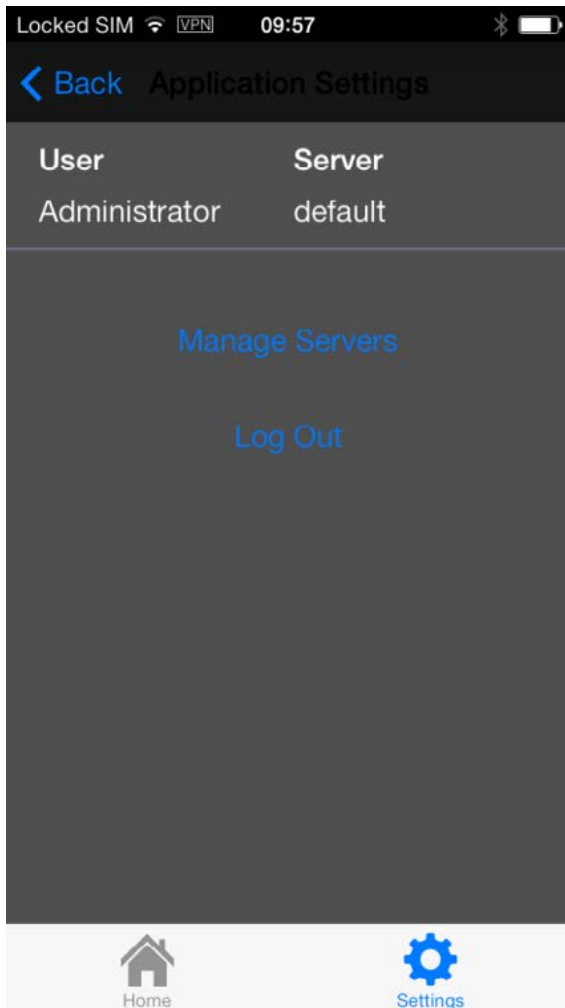 Locked SIM VPN 09:57
Back Application Settings
User Server
Administrator default
Manage Servers
Log Out
Home Settings